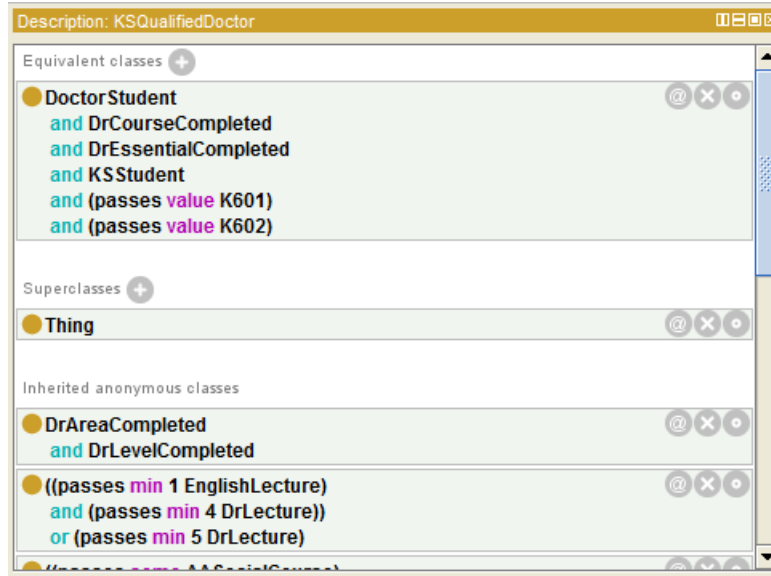 Description: KSQualifiedDoctor
Equivalent classes
DoctorStudent
and DrCourseCompleted
and DrEssentialCompleted
and KSStudent
and (passes value K601)
and (passes value K602)
Superclasses
Thing
Inherited anonymous classes
DrAreaCompleted
and DrLevelCompleted
((passes min 1 EnglishLecture)
and (passes min 4 DrLecture))
or (passes min 5 DrLecture)